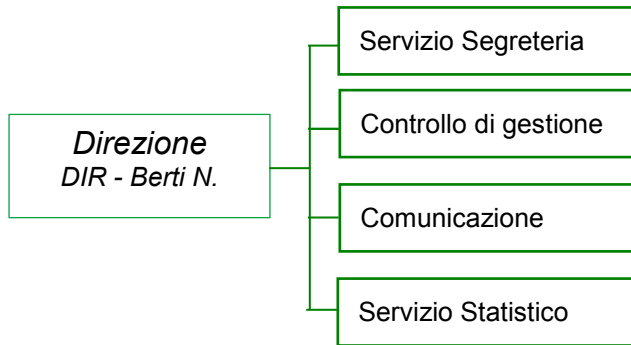 Direzione
DIR - Berti N.
Servizio Segreteria
Controllo di gestione
Comunicazione
Servizio Statistico